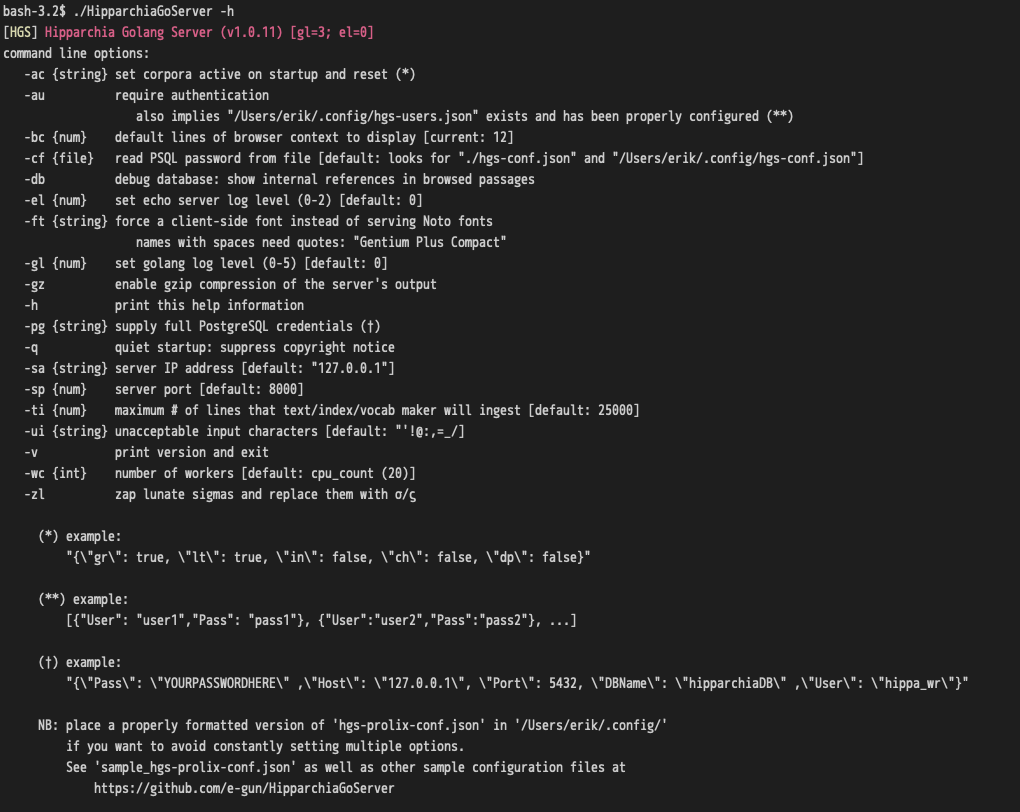 bash-3.2$ ./HipparchiaGoServer -h
[HGS] Hipparchia Golang Server (v1.0.11) [gl=3; el=0]
command line options:
   -ac {string} set corpora active on startup and reset (*)
   -au          require authentication
                   also implies "/Users/erik/.config/hgs-users.json" exists and has been properly configured (**)
   -bc {num}    default lines of browser context to display [current: 12]
   -cf {file}   read PSQL password from file [default: looks for "./hgs-conf.json" and "/Users/erik/.config/hgs-conf.json"]
   -db          debug database: show internal references in browsed passages
   -el {num}    set echo server log level (0-2) [default: 0]
   -ft {string} force a client-side font instead of serving Noto fonts
                   names with spaces need quotes: "Gentium Plus Compact"
   -gl {num}    set golang log level (0-5) [default: 0]
   -gz          enable gzip compression of the server's output
   -h           print this help information
   -pg {string} supply full PostgreSQL credentials (†)
   -q           quiet startup: suppress copyright notice
   -sa {string} server IP address [default: "127.0.0.1"]
   -sp {num}    server port [default: 8000]
   -ti {num}    maximum # of lines that text/index/vocab maker will ingest [default: 25000]
   -ui {string} unacceptable input characters [default: "'!@:,=_/]
   -v           print version and exit
   -wc {int}    number of workers [default: cpu_count (20)]
   -zl          zap lunate sigmas and replace them with σ/ς
     (*) example:
         "{\"gr\": true, \"lt\": true, \"in\": false, \"ch\": false, \"dp\": false}"
     (**) example:
         [{"User": "user1","Pass": "pass1"}, {"User":"user2","Pass":"pass2"}, ...]
     (†) example:
         "{\"Pass\": \"YOURPASSWORDHERE\" ,\"Host\": \"127.0.0.1\", \"Port\": 5432, \"DBName\": \"hipparchiaDB\" ,\"User\": \"hippa_wr\"}"
     NB: place a properly formatted version of 'hgs-prolix-conf.json' in '/Users/erik/.config/'
         if you want to avoid constantly setting multiple options.
         See 'sample_hgs-prolix-conf.json' as well as other sample configuration files at
             https://github.com/e-gun/HipparchiaGoServer